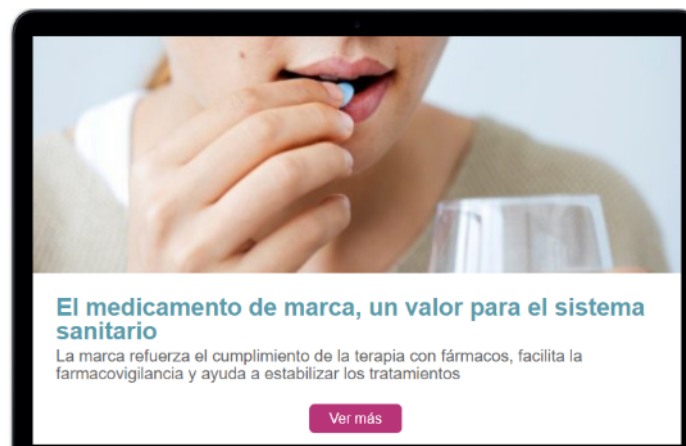 El medicamento de marca, un valor para el sistema
sanitario
La marca refuerza el cumplimiento de la terapia con fármacos, facilita la
farmacovigilancia y ayuda a estabilizar los tratamientos
Ver más